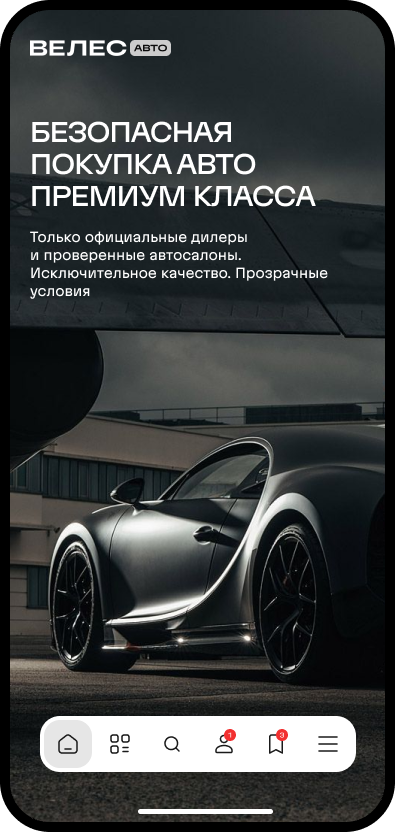 ВЕЛЕС АВТО
БЕЗОПАСНАЯ
ПОКУПКА АВТО
ПРЕМИУМ КЛАССА
Только официальные дилеры
и проверенные автосалоны.
Исключительное качество. Прозрачные
условия
1
3